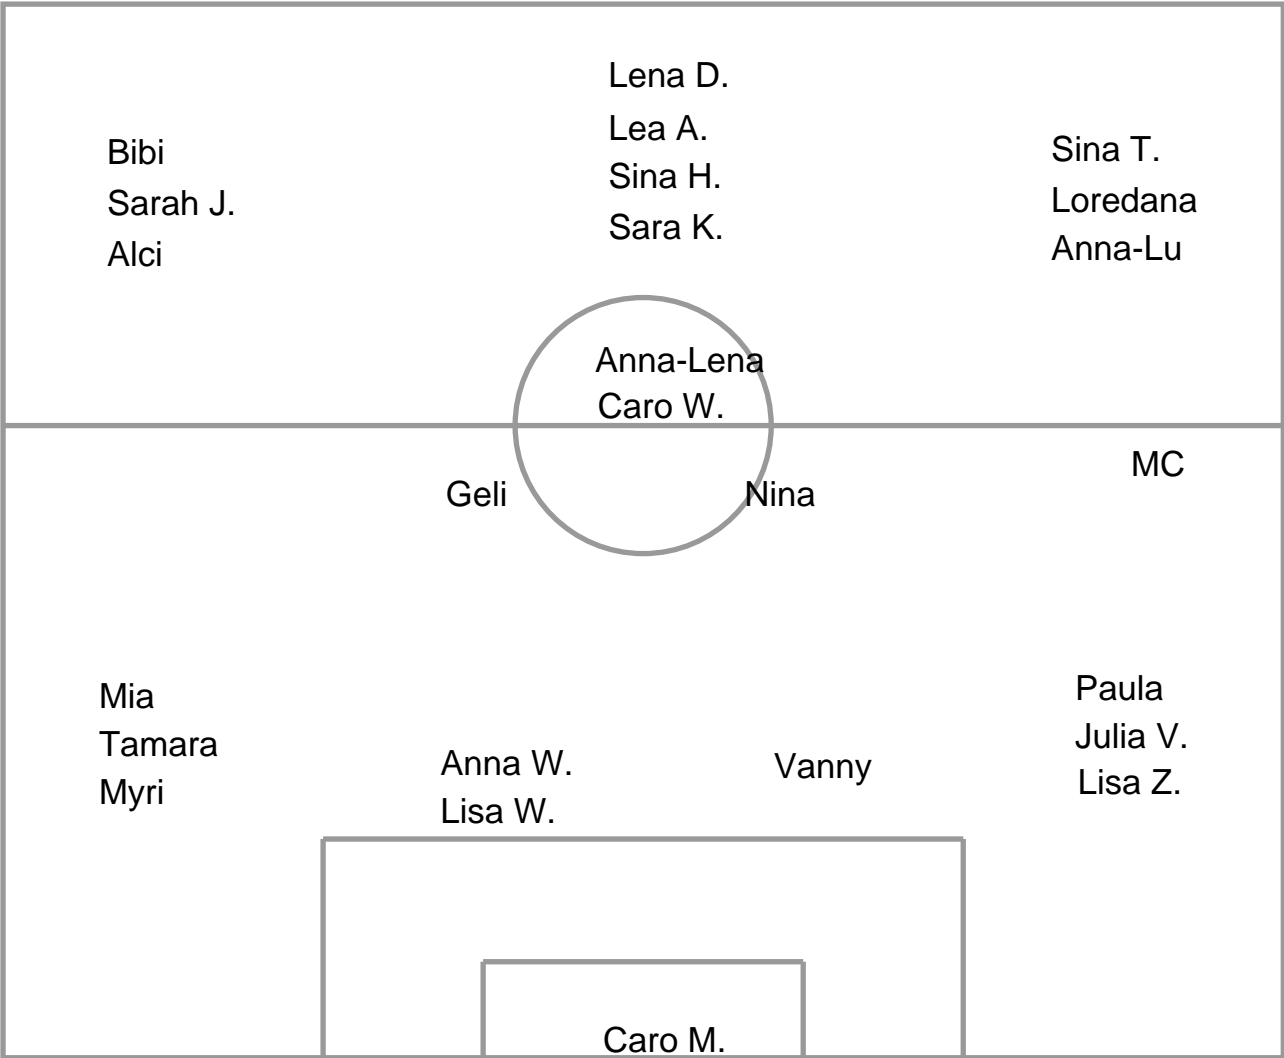 Lena D.
Lea A.
Sina H.
Sara K.
Bibi
Sarah J.
Alci
Sina T.
Loredana
Anna-Lu
Anna-Lena
Caro W.
Geli
Nina
MC
Mia
Tamara
Myri
Anna W.
Lisa W.
Vanny
Paula
Julia V.
Lisa Z.
Caro M.